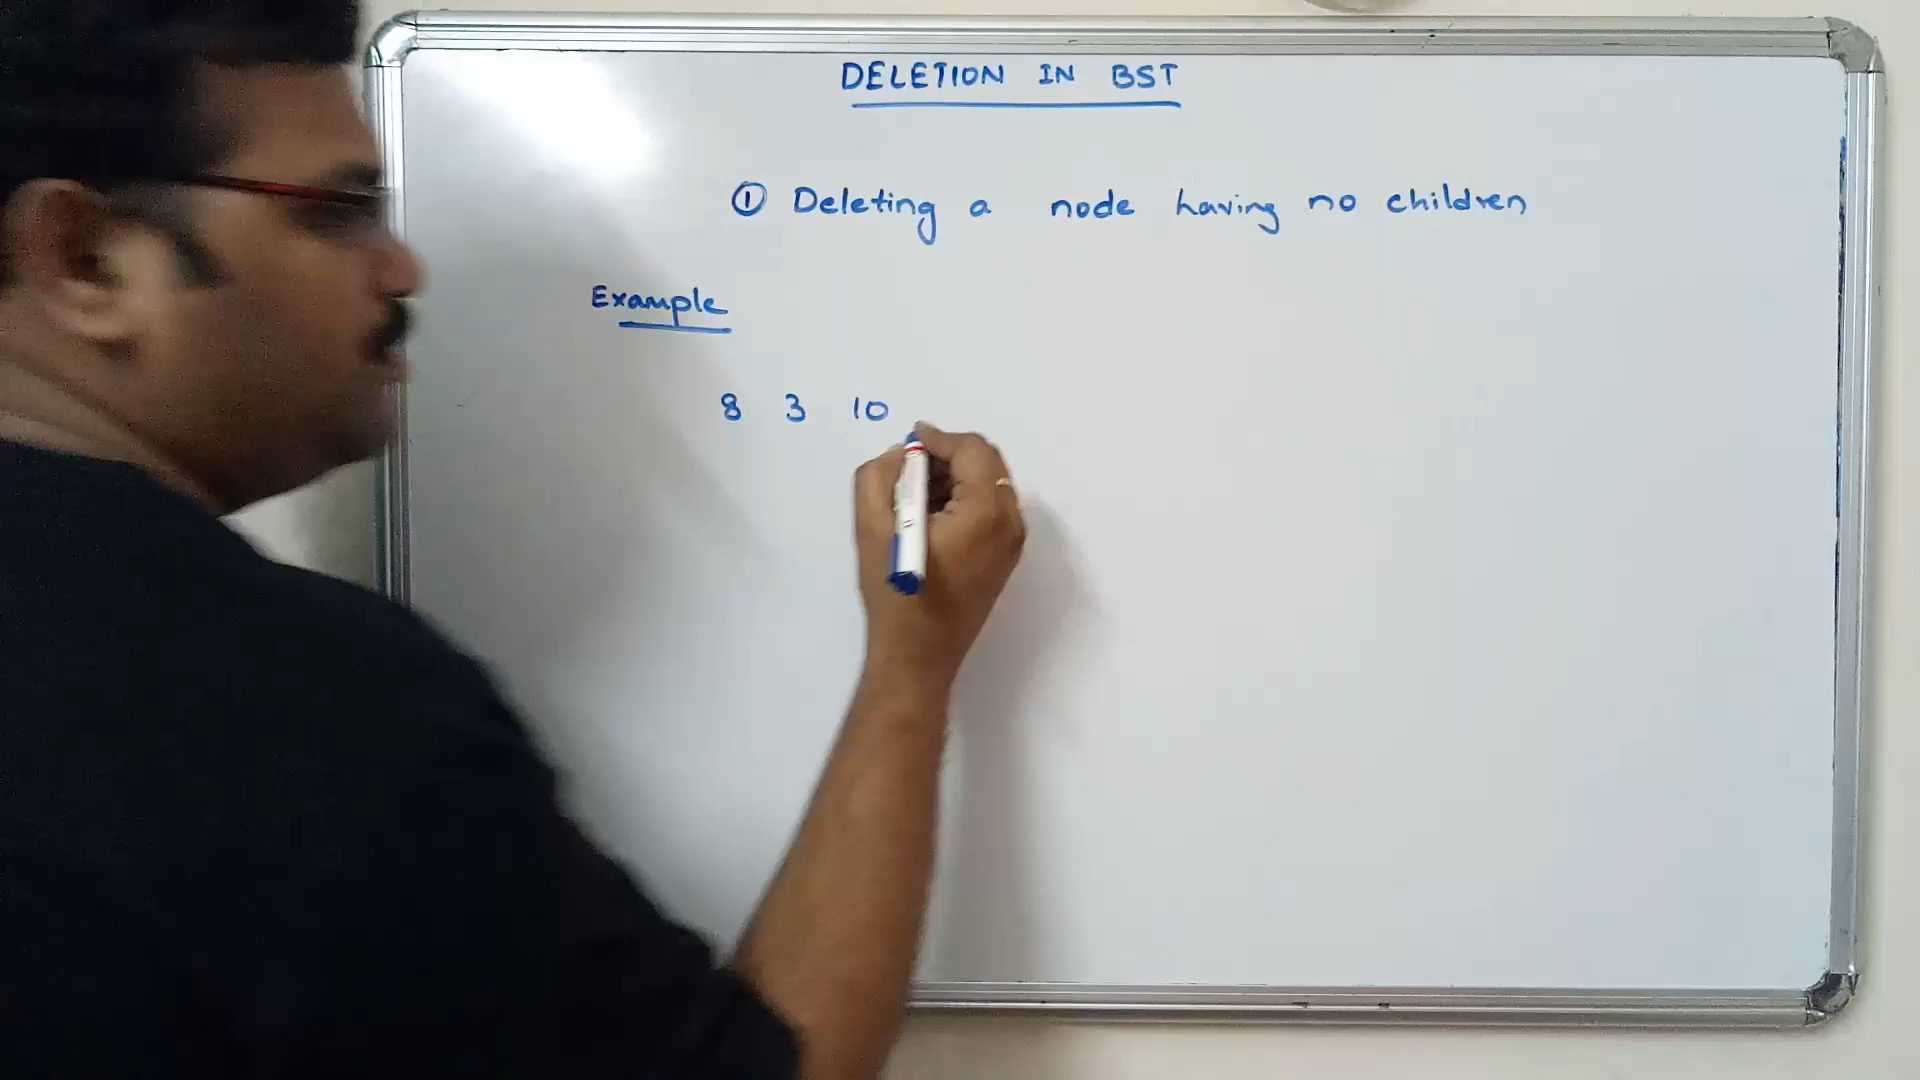 DELETION IN BST
① Deleting a node having no children
Example
8 3 10